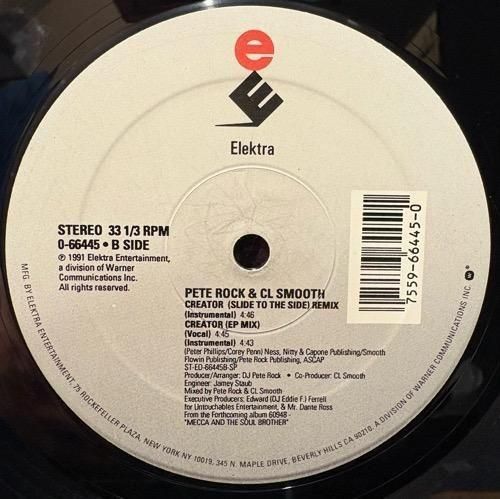 e
E
Elektra
STEREO 33 1/3 RPM
0-66445 • B SIDE
℗ 1991 Elektra Entertainment,
a division of Warner
Communications Inc.
All rights reserved.
7559-66445-0
PETE ROCK & CL SMOOTH
CREATOR (SLIDE TO THE SIDE) REMIX
(Instrumental) 4:46
CREATOR (EP MIX)
(Vocal) 4:45
(Instrumental) 4:43
(Peter Phillips/Corey Penn) Ness, Nitty & Capone Publishing/Smooth
Flowin Publishing/Pete Rock Publishing, ASCAP
ST-ED-66445B-SP
Producer/Arranger: DJ Pete Rock • Co-Producer: CL Smooth
Engineer: Jamey Staub
Mixed by Pete Rock & CL Smooth
Executive Producers: Edward (DJ Eddie F.) Ferrell
for Untouchables Entertainment, & Mr. Dante Ross
From the Forthcoming album 60948 -
"MECCA AND THE SOUL BROTHER"
MFG. BY ELEKTRA ENTERTAINMENT, 75 ROCKEFELLER PLAZA, NEW YORK NY 10019, 345 N. MAPLE DRIVE, BEVERLY HILLS CA 90210. A DIVISION OF WARNER COMMUNICATIONS INC.